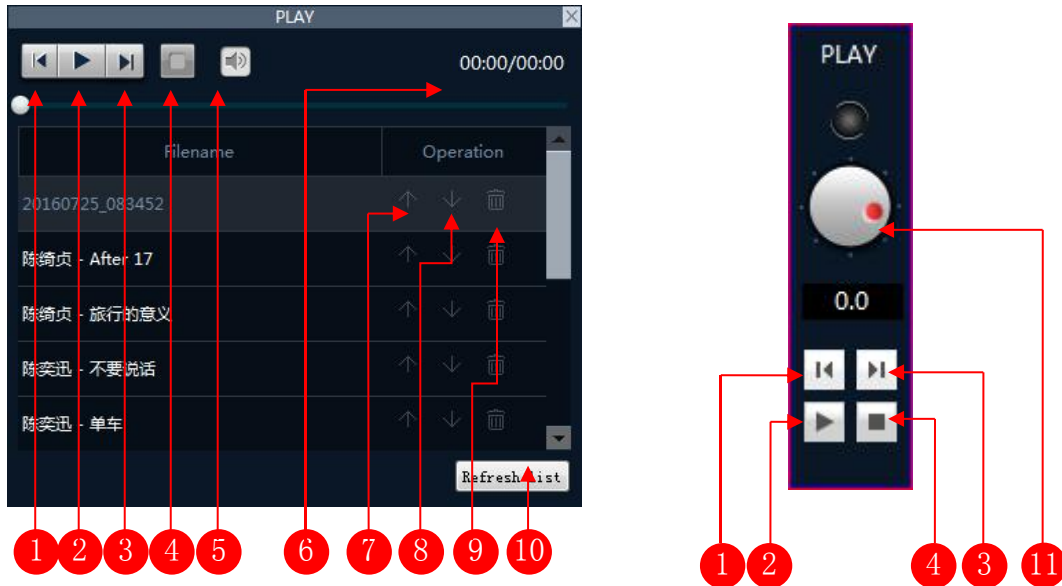 PLAY
00:00/00:00
Filename Operation
20160725_083452
陈绮贞 - After 17
陈绮贞 - 旅行的意义
陈奕迅 - 不要说话
陈奕迅 - 单车
Refresh List
1 2 3 4 5 6 7 8 9 10
PLAY
0.0
1 2 4 3 11